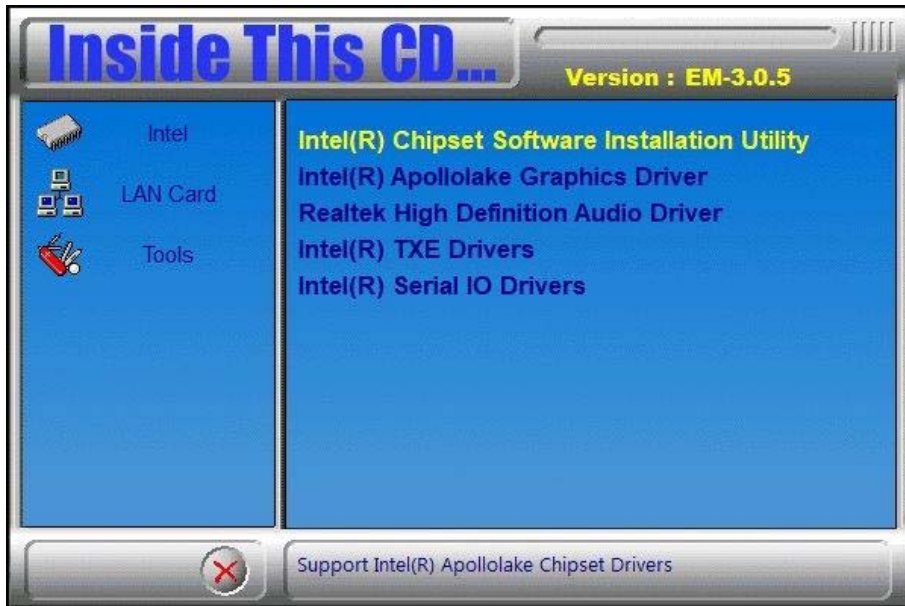 Inside This CD...
Version : EM-3.0.5
Intel
LAN Card
Tools
Intel(R) Chipset Software Installation Utility
Intel(R) Apollolake Graphics Driver
Realtek High Definition Audio Driver
Intel(R) TXE Drivers
Intel(R) Serial IO Drivers
Support Intel(R) Apollolake Chipset Drivers